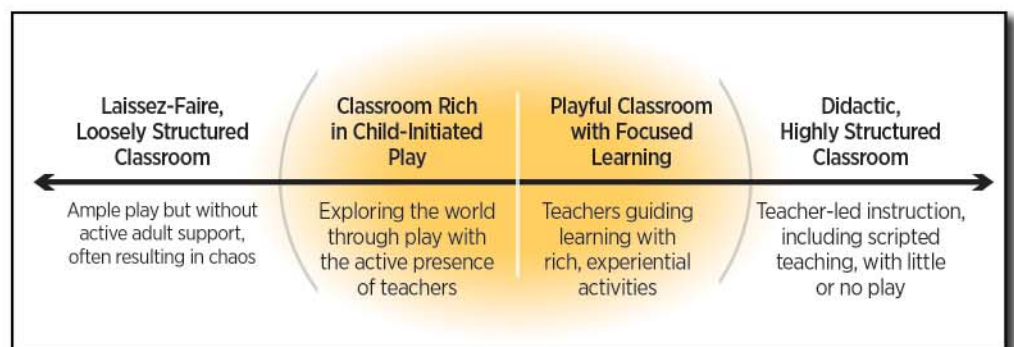 Laissez-Faire,
Loosely Structured
Classroom
Ample play but without
active adult support,
often resulting in chaos
Classroom Rich
in Child-Initiated
Play
Exploring the world
through play with
the active presence
of teachers
Playful Classroom
with Focused
Learning
Teachers guiding
learning with
rich, experiential
activities
Didactic,
Highly Structured
Classroom
Teacher-led instruction,
including scripted
teaching, with little
or no play